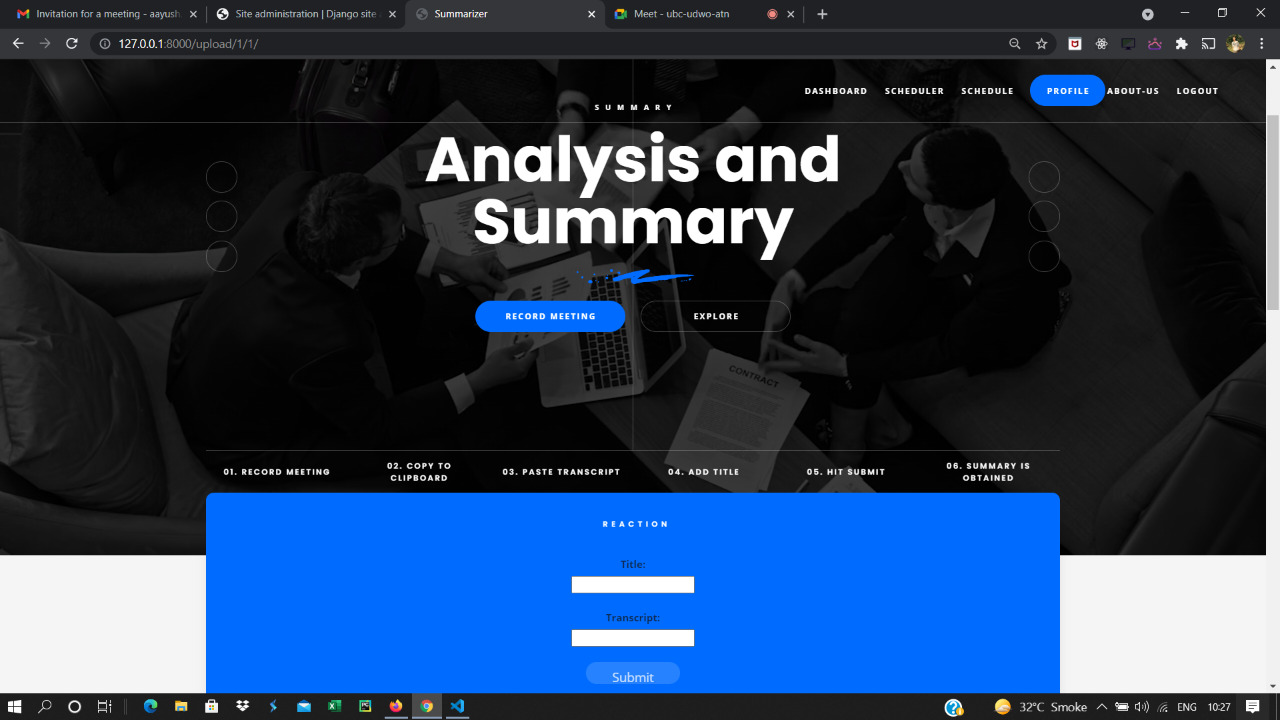 Invitation for a meeting - aayush
Site administration | Django site a
Summarizer
Meet - ubc-udwo-atn
127.0.0.1:8000/upload/1/1/
DASHBOARD SCHEDULER SCHEDULE PROFILE ABOUT-US LOGOUT
SUMMARY
Analysis and
Summary
RECORD MEETING EXPLORE
CONTRACT
01. RECORD MEETING
02. COPY TO
CLIPBOARD
03. PASTE TRANSCRIPT
04. ADD TITLE
05. HIT SUBMIT
06. SUMMARY IS
OBTAINED
REACTION
Title:
Transcript:
Submit
32°C Smoke ENG 10:27